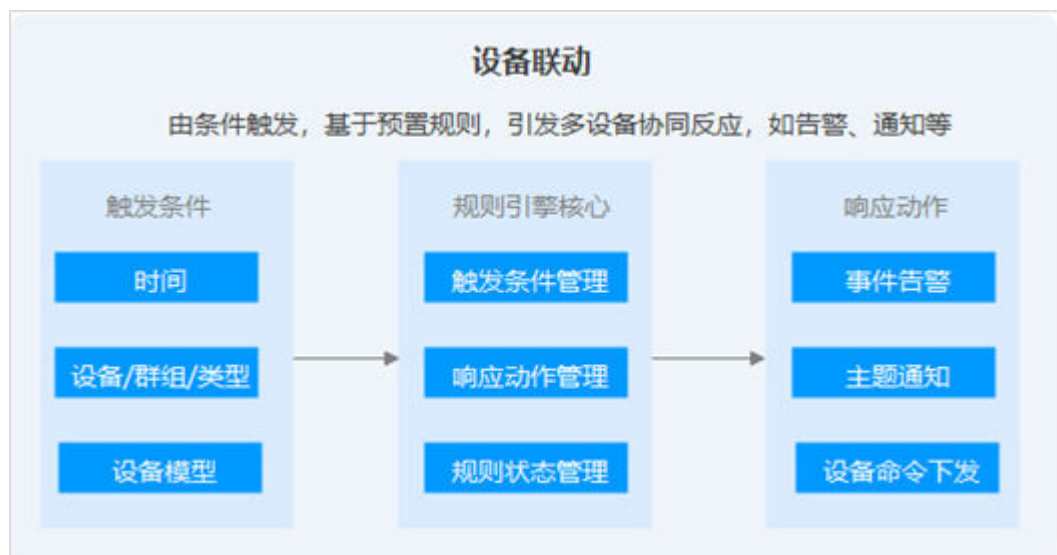 设备联动
由条件触发，基于预置规则，引发多设备协同反应，如告警、通知等
触发条件
时间
设备/群组/类型
设备模型
规则引擎核心
触发条件管理
响应动作管理
规则状态管理
响应动作
事件告警
主题通知
设备命令下发